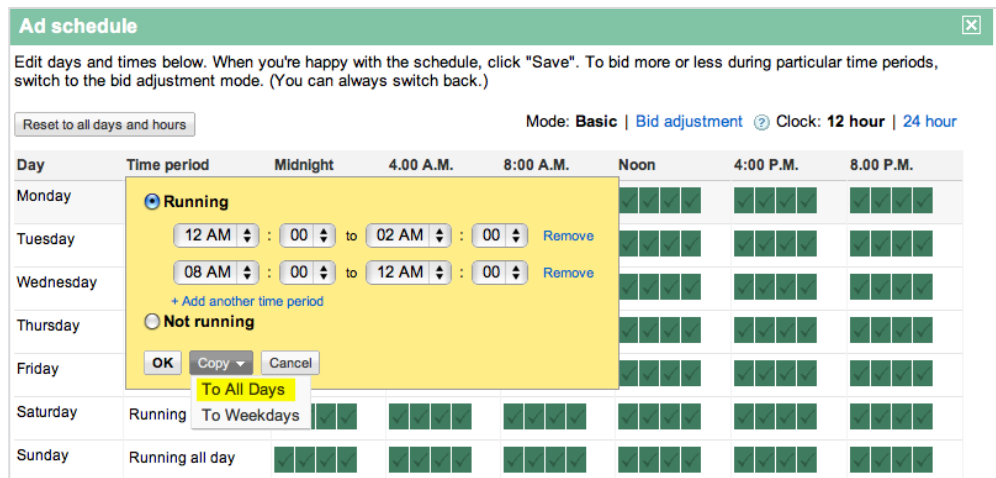 Ad schedule
Edit days and times below. When you're happy with the schedule, click "Save". To bid more or less during particular time periods,
switch to the bid adjustment mode. (You can always switch back.)
Reset to all days and hours
Mode: Basic | Bid adjustment ? Clock: 12 hour | 24 hour
Day Time period Midnight 4.00 A.M. 8:00 A.M. Noon 4:00 P.M. 8.00 P.M.
Monday
Running
Tuesday
12 AM : 00 to 02 AM : 00 Remove
Wednesday
08 AM : 00 to 12 AM : 00 Remove
+ Add another time period
Thursday
Not running
Friday
OK Copy Cancel
To All Days
Saturday Running
To Weekdays
Sunday Running all day